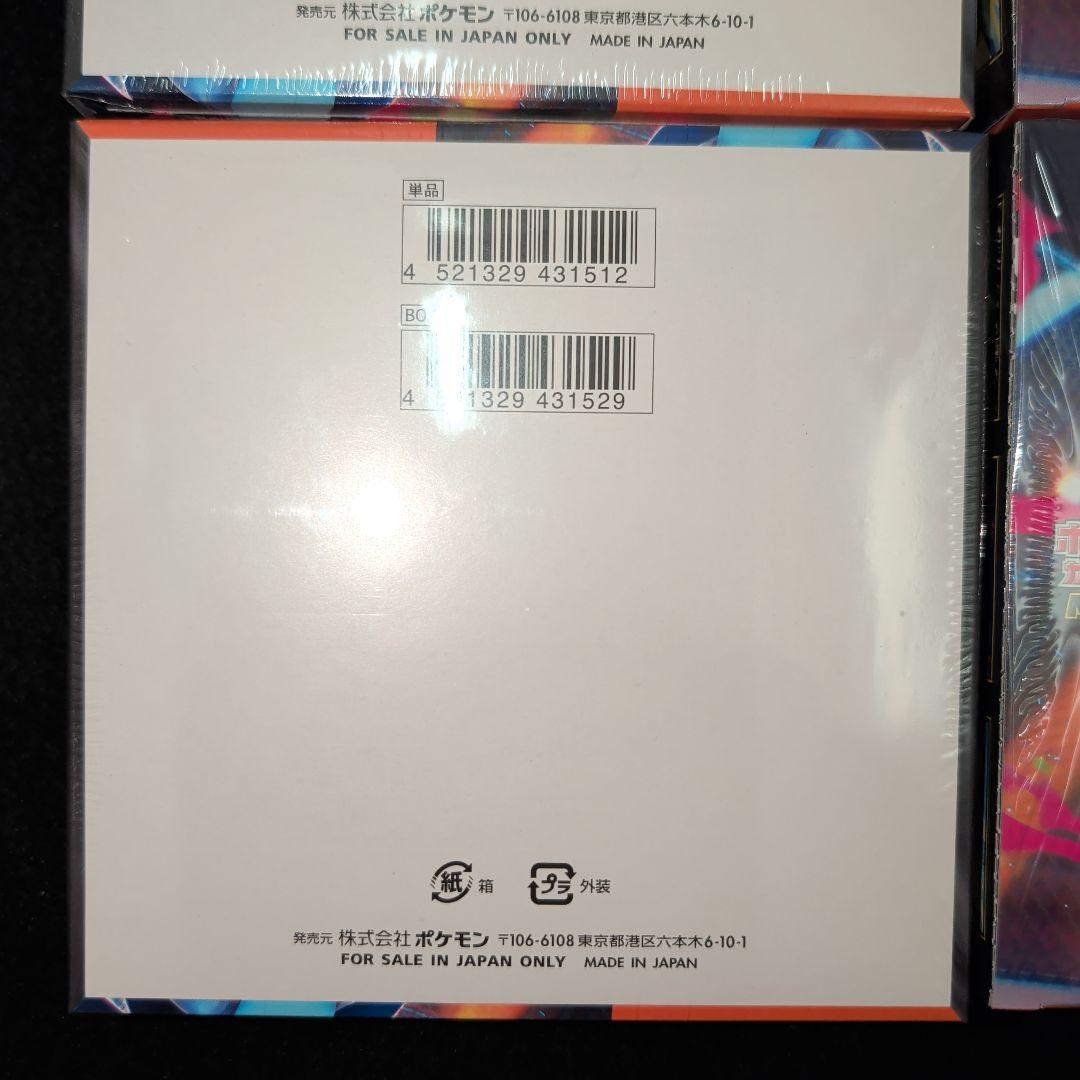 発売元 株式会社 ポケモン 〒106-6108 東京都港区六本木6-10-1
FOR SALE IN JAPAN ONLY MADE IN JAPAN
単品
4 521329 431512
4 1329 431529
紙 箱 プラ 外装
発売元 株式会社 ポケモン 〒106-6108 東京都港区六本木6-10-1
FOR SALE IN JAPAN ONLY MADE IN JAPAN